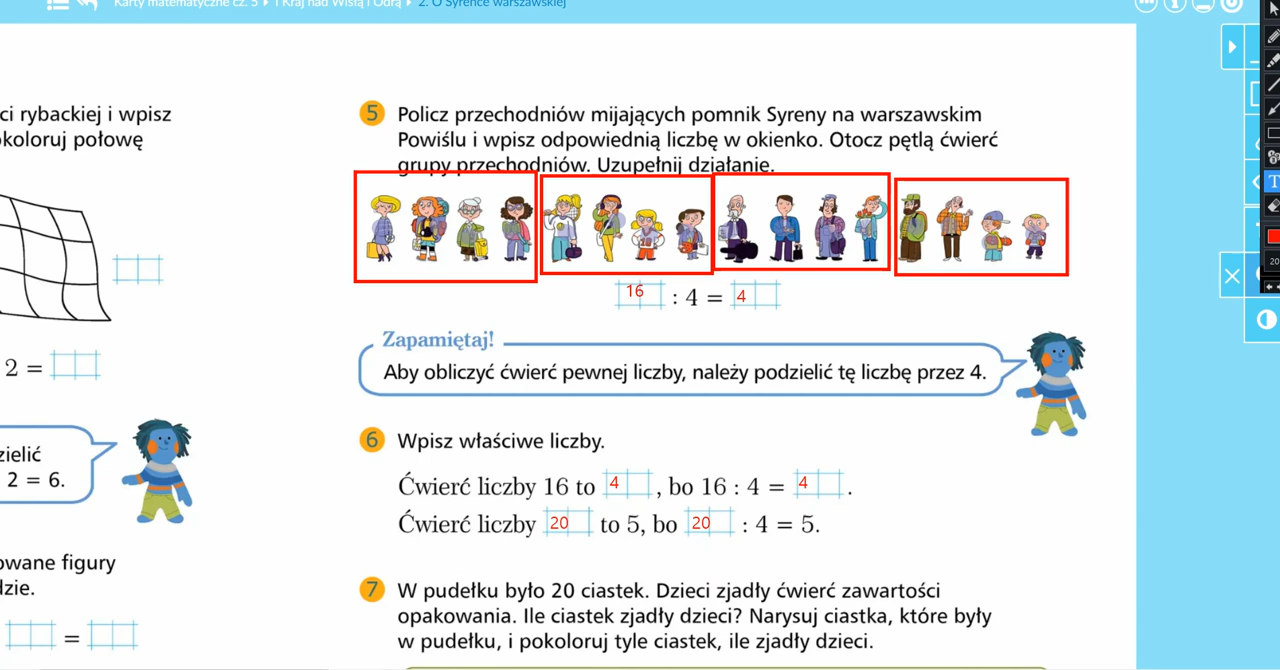 Karty matematyczne cz. 5 ▸ I Kraj nad Wisłą i Odrą ▸ 2. O Syrence warszawskiej
ci rybackiej i wpisz
okoloruj połowę
2 =
zielić
2 = 6.
owane figury
dzie.
=
5 Policz przechodniów mijających pomnik Syreny na warszawskim
Powiślu i wpisz odpowiednią liczbę w okienko. Otocz pętlą ćwierć
grupy przechodniów. Uzupełnij działanie.
16 : 4 = 4
Zapamiętaj!
Aby obliczyć ćwierć pewnej liczby, należy podzielić tę liczbę przez 4.
6 Wpisz właściwe liczby.
Ćwierć liczby 16 to 4 , bo 16 : 4 = 4 .
Ćwierć liczby 20 to 5, bo 20 : 4 = 5.
7 W pudełku było 20 ciastek. Dzieci zjadły ćwierć zawartości
opakowania. Ile ciastek zjadły dzieci? Narysuj ciastka, które były
w pudełku, i pokoloruj tyle ciastek, ile zjadły dzieci.
T
20